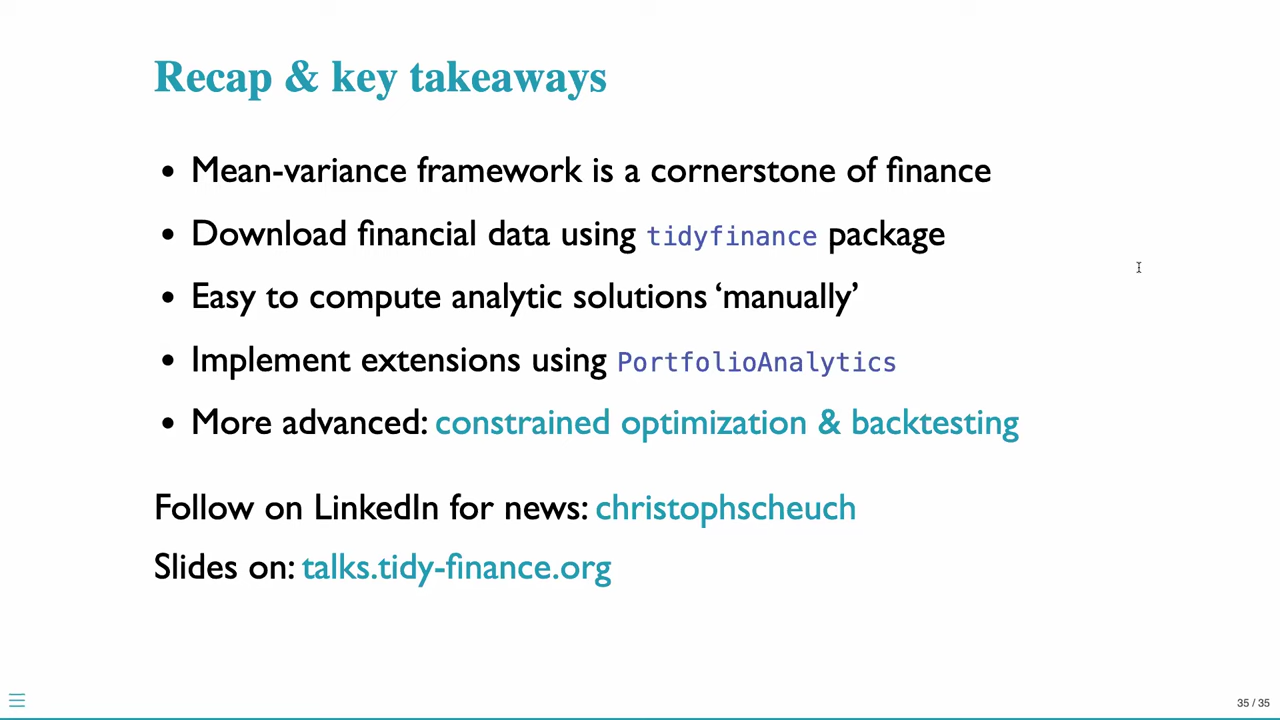 Recap & key takeaways
• Mean-variance framework is a cornerstone of finance
• Download financial data using tidyfinance package
• Easy to compute analytic solutions ‘manually’
• Implement extensions using PortfolioAnalytics
• More advanced: constrained optimization & backtesting
Follow on LinkedIn for news: christophscheuch
Slides on: talks.tidy-finance.org
35 / 35